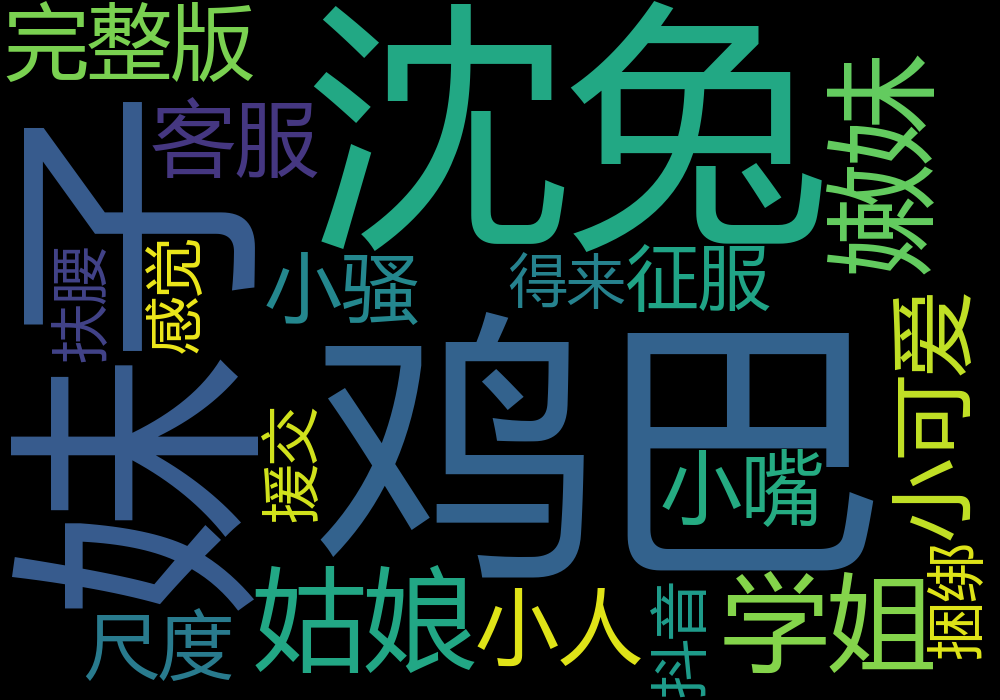 完整版
沈兔
嫩妹
客服
妹子
扶腰
感觉
小骚
得来
征服
小可爱
鸡巴
援交
小嘴
捆绑
姑娘
小人
学姐
尺度
抖音